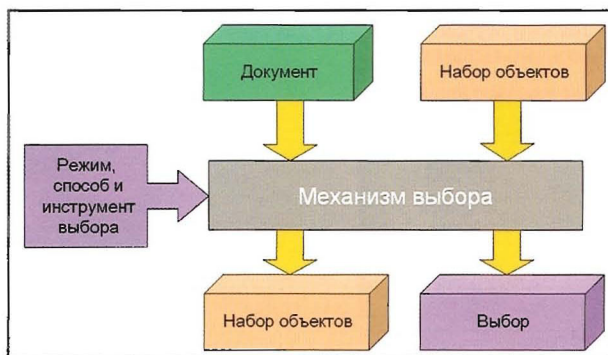 Документ
Набор объектов
Режим,
способ и
инструмент
выбора
Механизм выбора
Набор объектов
Выбор